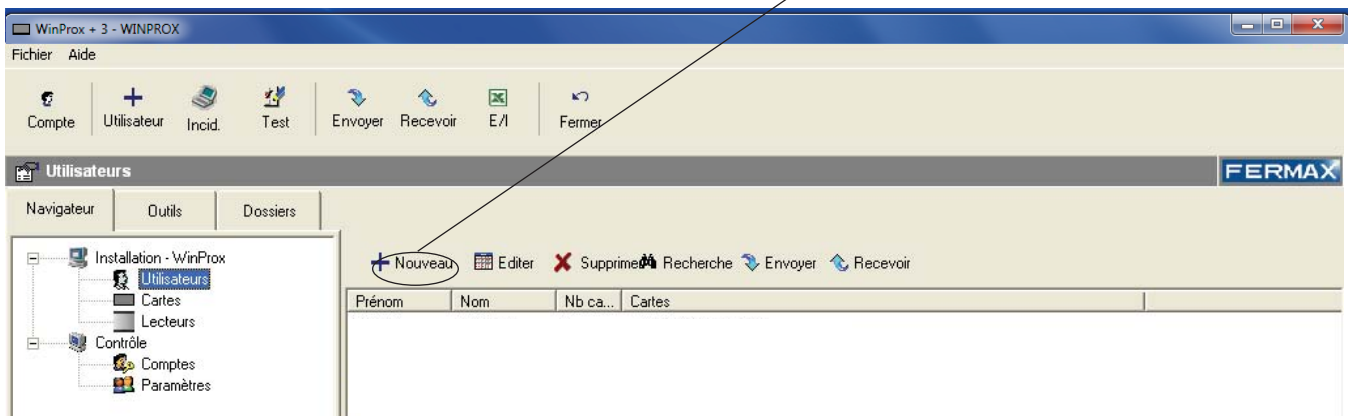 WinProx + 3 - WINPROX
Fichier Aide
Compte Utilisateur Incid. Test Envoyer Recevoir E/I Fermer
Utilisateurs FERMAX
Navigateur Outils Dossiers
Installation - WinProx
Utilisateurs
Cartes
Lecteurs
Contrôle
Comptes
Paramètres
Nouveau Editer Supprime Recherche Envoyer Recevoir
Prénom Nom Nb ca... Cartes